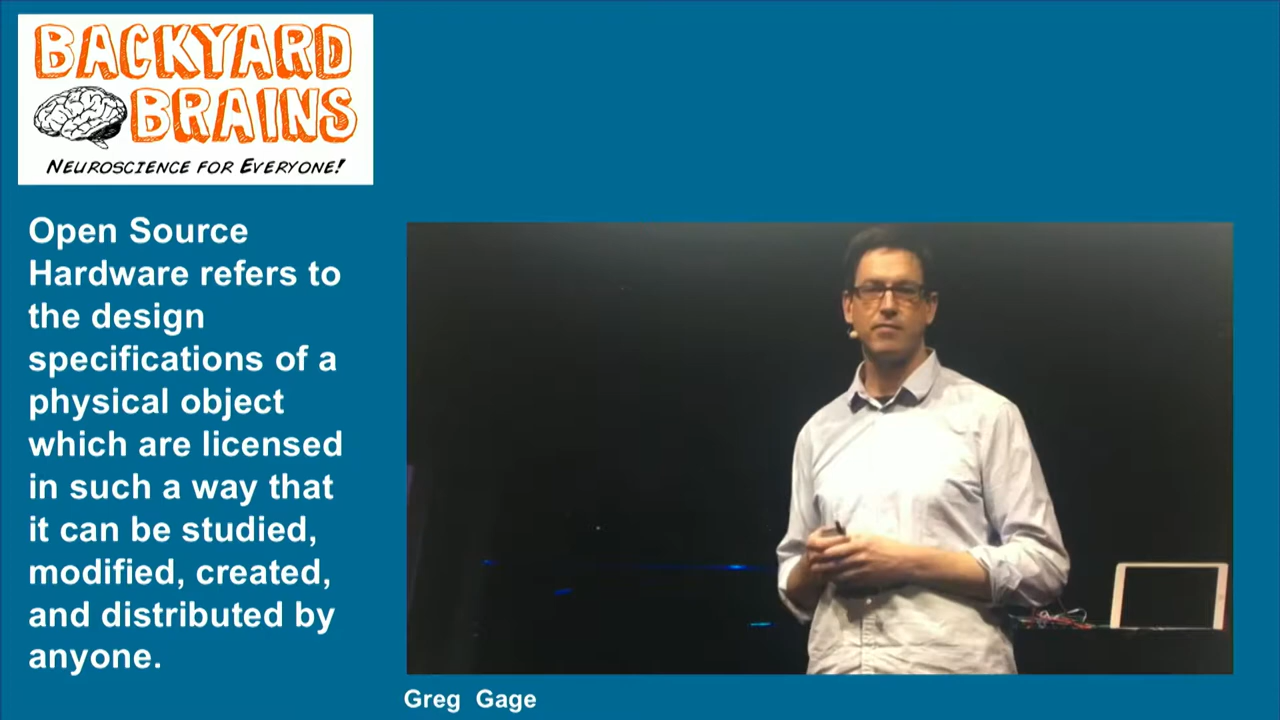 BACKYARD
BRAINS
NEUROSCIENCE FOR EVERYONE!
Open Source
Hardware refers to
the design
specifications of a
physical object
which are licensed
in such a way that
it can be studied,
modified, created,
and distributed by
anyone.
Greg Gage